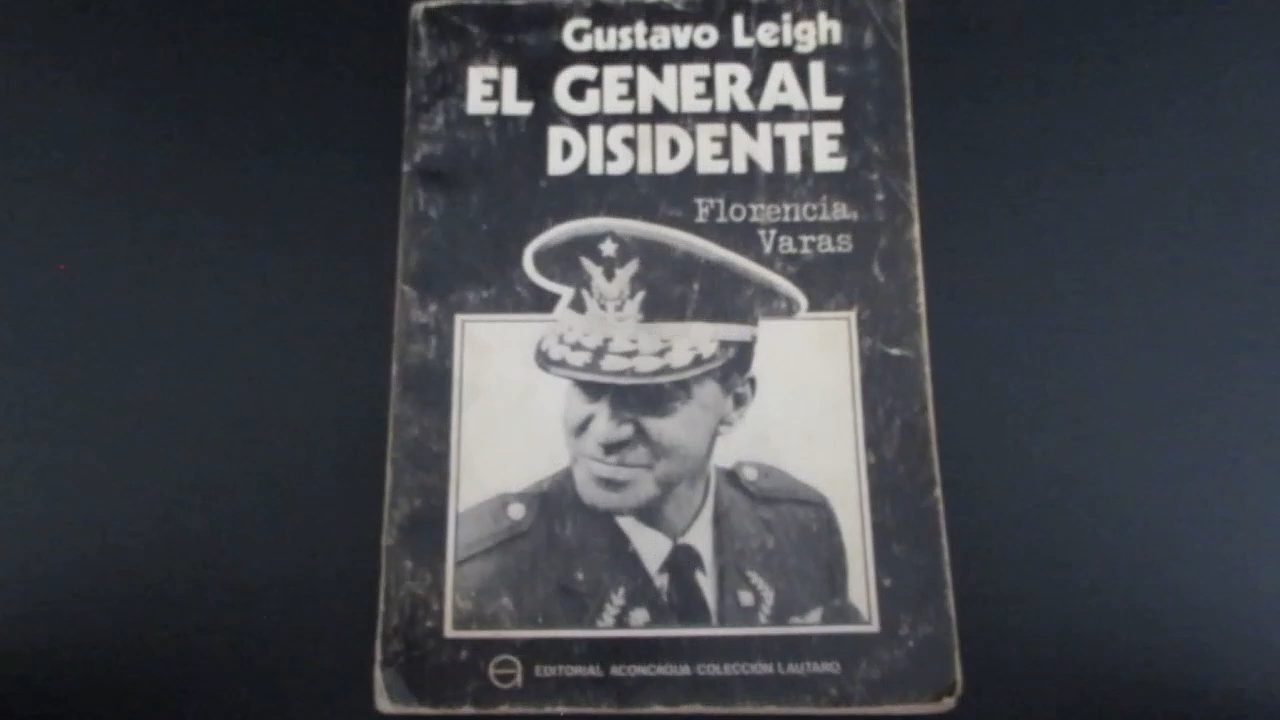 Gustavo Leigh
EL GENERAL
DISIDENTE
Florencia
Varas
EDITORIAL ACONCAGUA COLECCIÓN LAUTARO